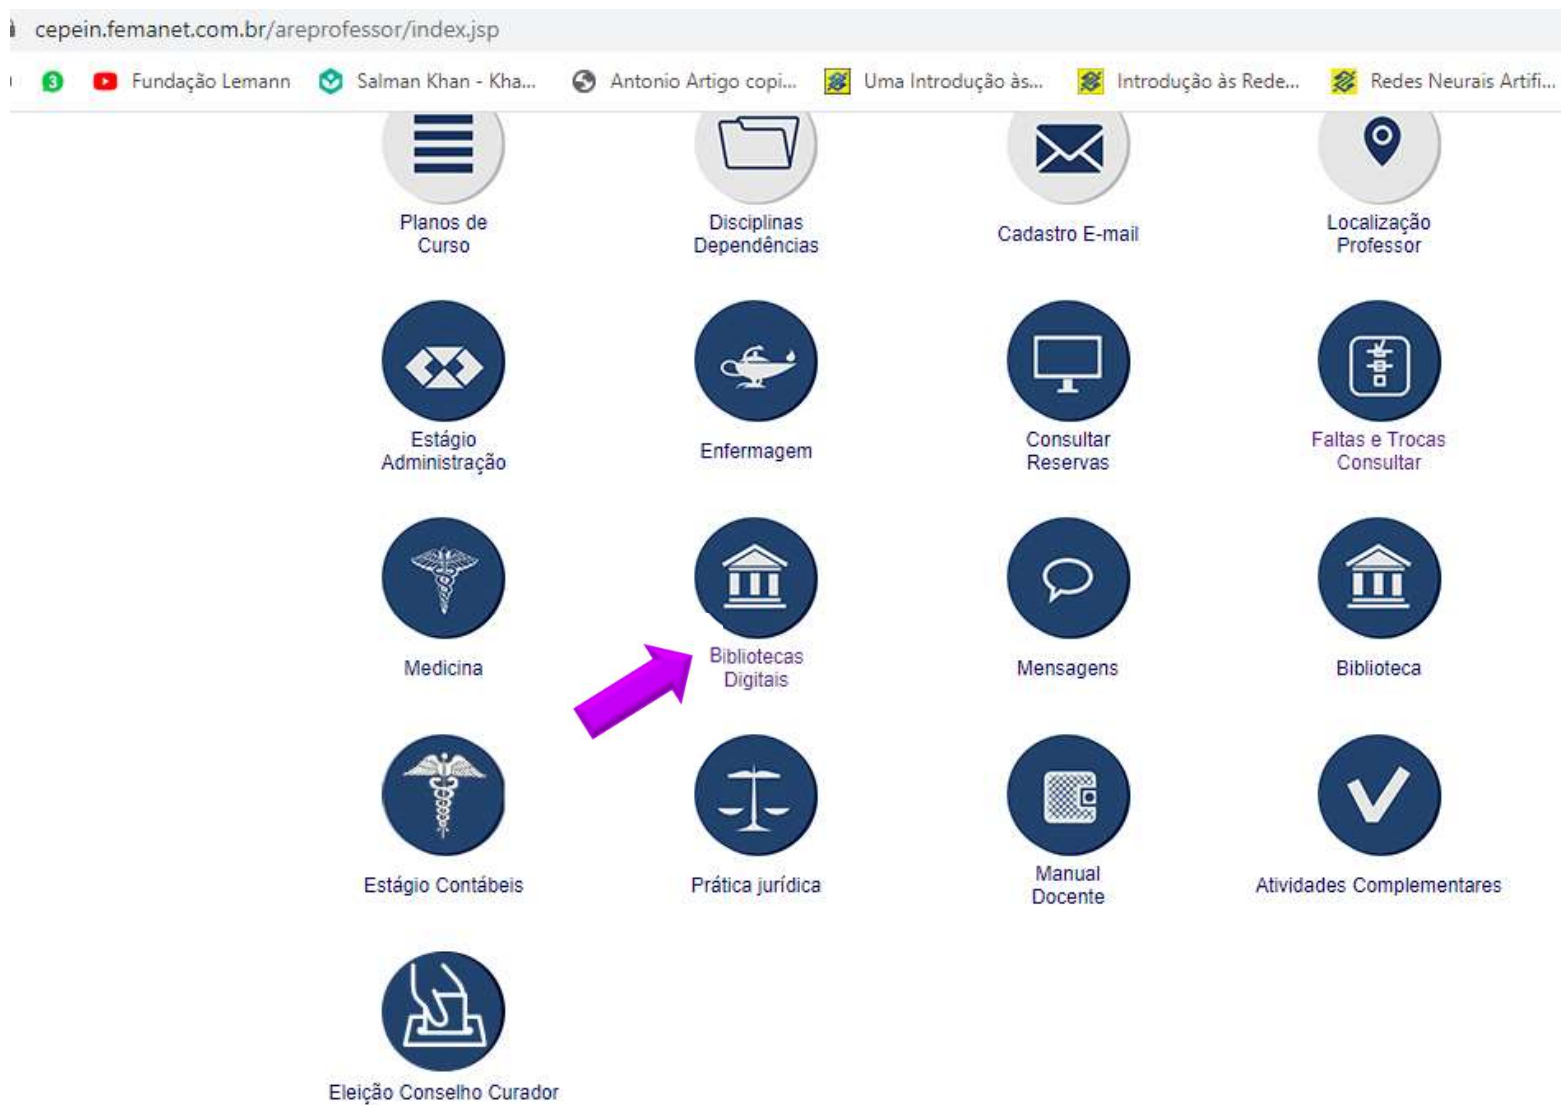 cepein.femanet.com.br/areprofessor/index.jsp
3 Fundação Lemann Salman Khan - Kha... Antonio Artigo copi... Uma Introdução às... Introdução às Rede... Redes Neurais Artifi...
Planos de
Curso
Disciplinas
Dependências
Cadastro E-mail
Localização
Professor
Estágio
Administração
Enfermagem
Consultar
Reservas
Faltas e Trocas
Consultar
Medicina
Bibliotecas
Digitais
Mensagens
Biblioteca
Estágio Contábeis
Prática jurídica
Manual
Docente
Atividades Complementares
Eleição Conselho Curador